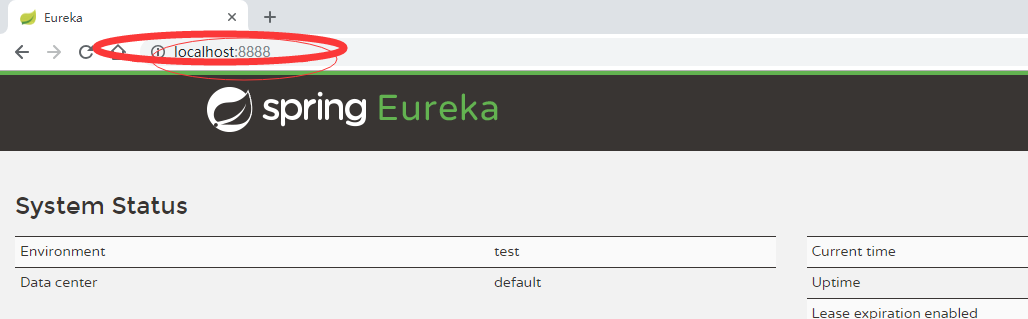 Eureka
localhost:8888
spring Eureka
System Status
Environment test Current time
Data center default Uptime
Lease expiration enabled